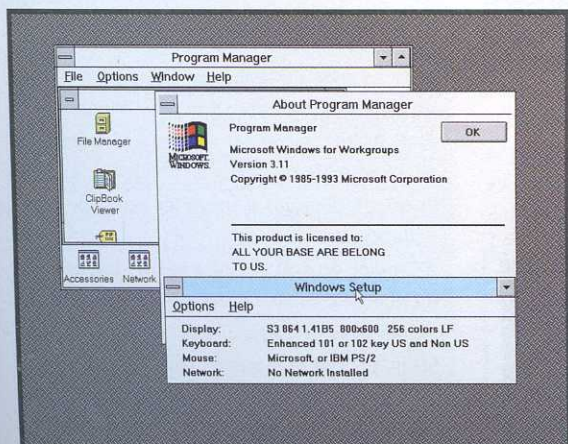 Program Manager
File Options Window Help
File Manager
ClipBook
Viewer
Accessories Network
About Program Manager
MICROSOFT
WINDOWS.
Program Manager
OK
Microsoft Windows for Workgroups
Version 3.11
Copyright © 1985-1993 Microsoft Corporation
This product is licensed to:
ALL YOUR BASE ARE BELONG
TO US.
Windows Setup
Options Help
Display: S3 864 1.41B5 800x600 256 colors LF
Keyboard: Enhanced 101 or 102 key US and Non US
Mouse: Microsoft, or IBM PS/2
Network: No Network Installed